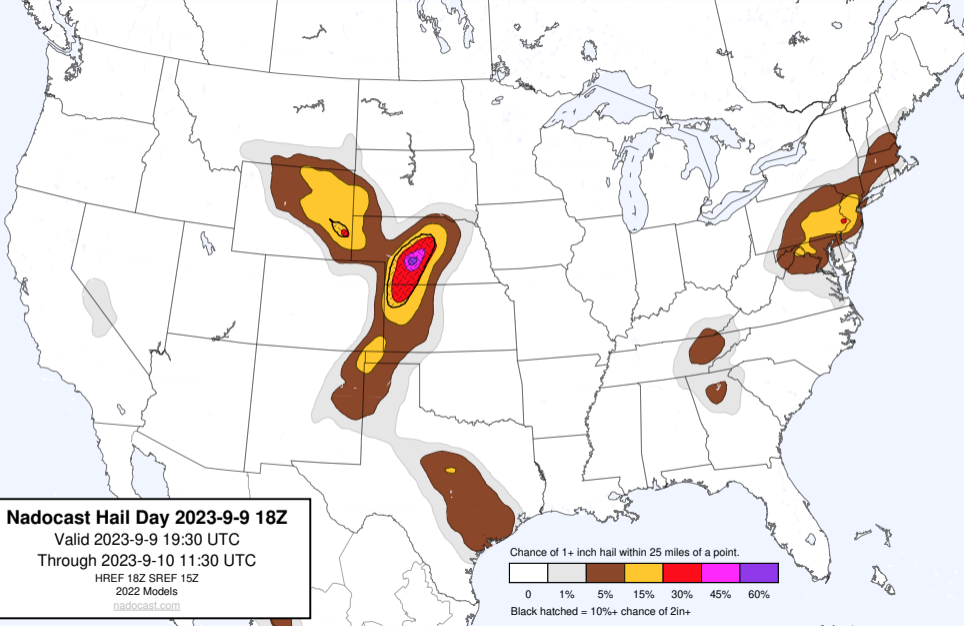 Nadocast Hail Day 2023-9-9 18Z
Valid 2023-9-9 19:30 UTC
Through 2023-9-10 11:30 UTC
HREF 18Z SREF 15Z
2022 Models
nadocast.com
Chance of 1+ inch hail within 25 miles of a point.
0 1% 5% 15% 30% 45% 60%
Black hatched = 10%+ chance of 2in+